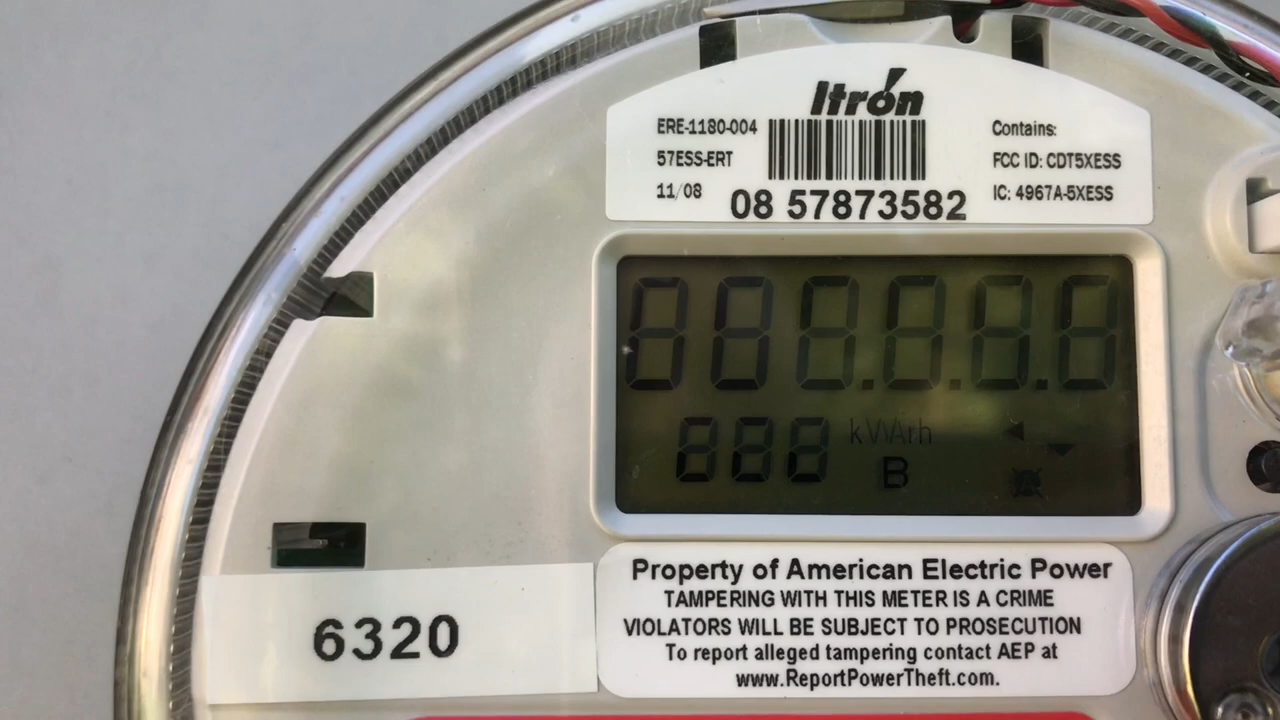 Itrón
ERE-1180-004
57ESS-ERT
11/08
08 57873582
Contains:
FCC ID: CDT5XESS
IC: 4967A-5XESS
888.8.8.8
888 kWArh
B
6320
Property of American Electric Power
TAMPERING WITH THIS METER IS A CRIME
VIOLATORS WILL BE SUBJECT TO PROSECUTION
To report alleged tampering contact AEP at
www.ReportPowerTheft.com.